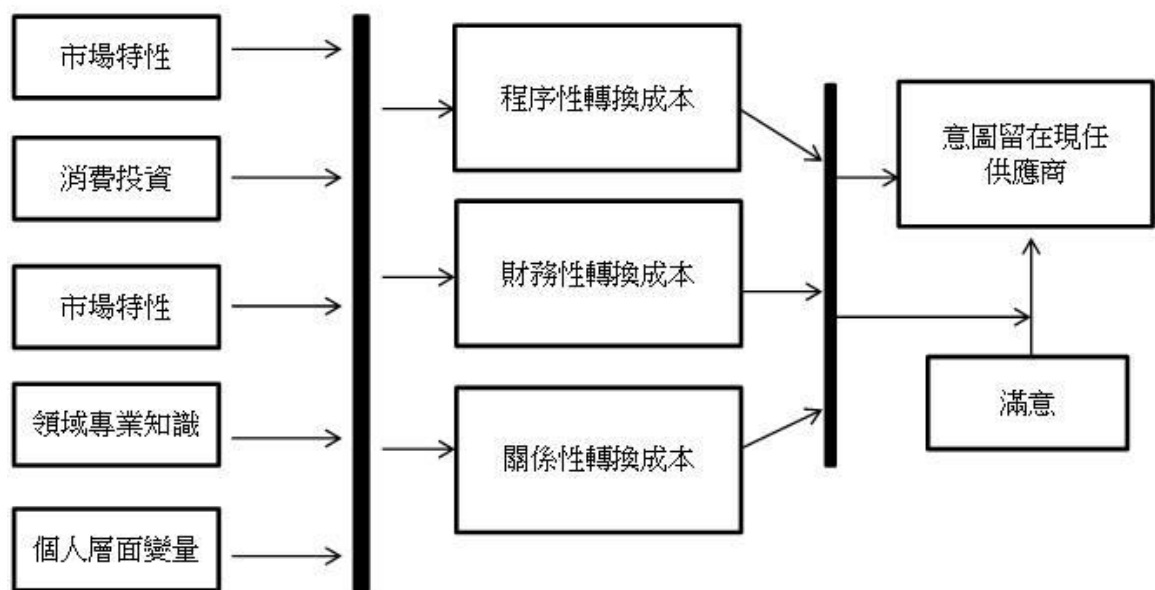 市場特性
消費投資
市場特性
領域專業知識
個人層面變量
程序性轉換成本
財務性轉換成本
關係性轉換成本
意圖留在現任
供應商
滿意